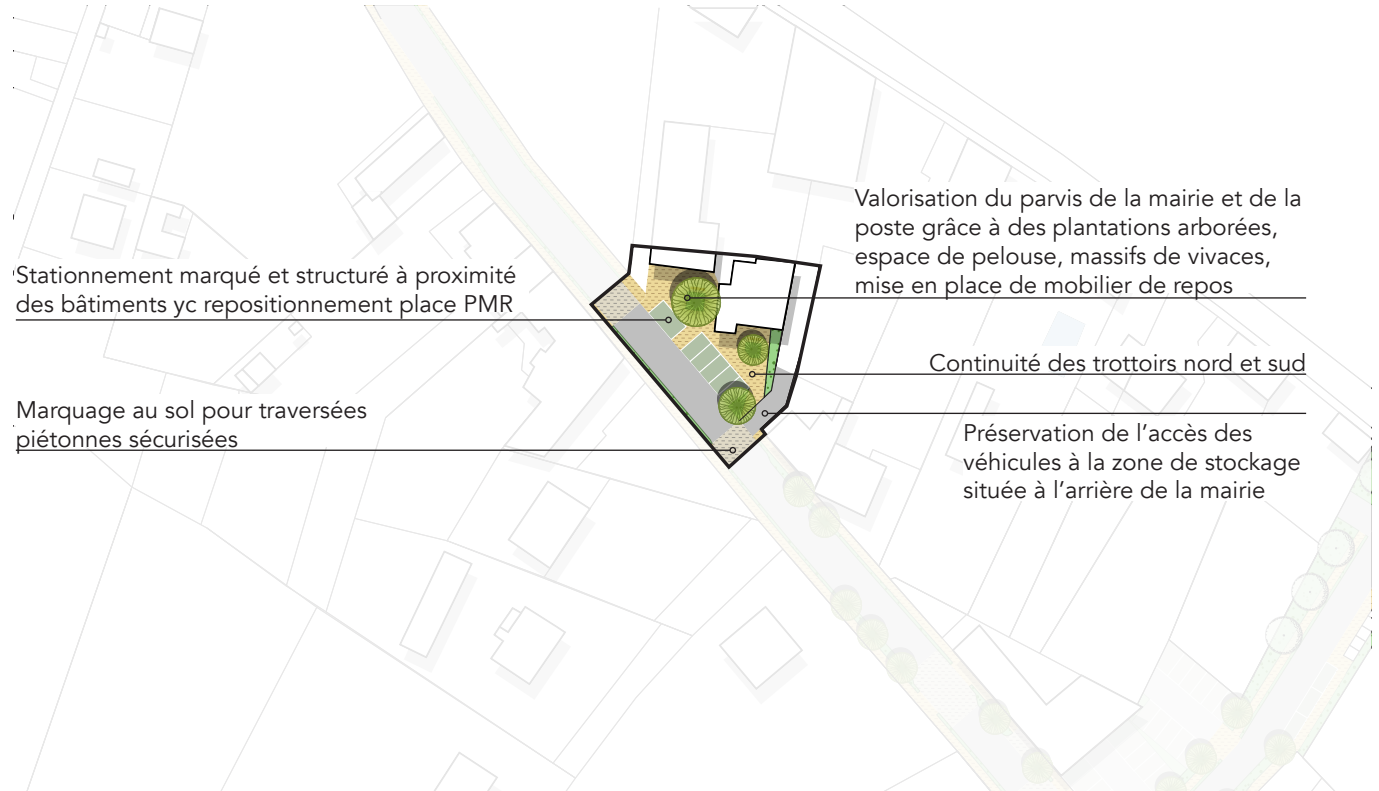 Valorisation du parvis de la mairie et de la
poste grâce à des plantations arborées,
espace de pelouse, massifs de vivaces,
mise en place de mobilier de repos
Stationnement marqué et structuré à proximité
des bâtiments yc repositionnement place PMR
Continuité des trottoirs nord et sud
Marquage au sol pour traversées
piétonnes sécurisées
Préservation de l’accès des
véhicules à la zone de stockage
située à l’arrière de la mairie